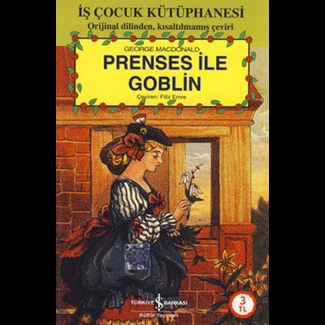 İŞ ÇOCUK KÜTÜPHANESİ
Orijinal dilinden, kısaltılmamış çeviri
GEORGE MACDONALD
PRENSES İLE
GOBLİN
Çeviren: Filiz Emre
3
TL
TÜRKİYE İŞ BANKASI
Kültür Yayınları